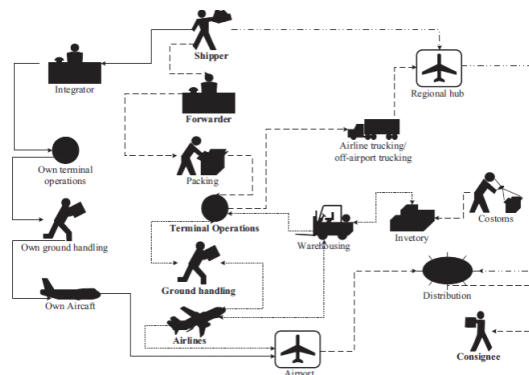 Shipper
Integrator
Regional hub
Forwarder
Airline trucking/
off-airport trucking
Own terminal
operations
Packing
Terminal Operations
Own ground handling
Warehousing
Invetory
Costoms
Ground handling
Own Aircaft
Airlines
Distribution
Airport
Consignee